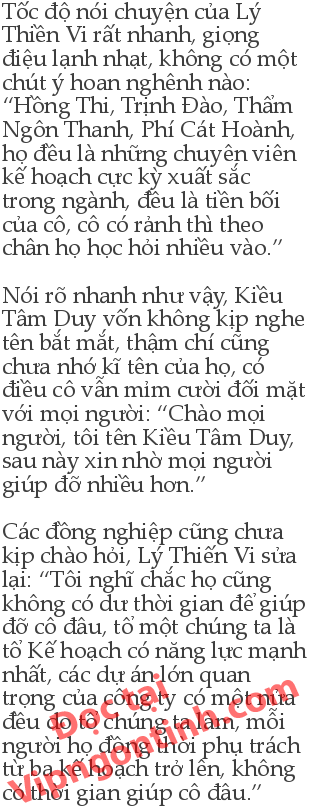 Tốc độ nói chuyện của Lý
Thiền Vi rất nhanh, giọng
điệu lạnh nhạt, không có một
chút ý hoan nghênh nào:
“Hồng Thi, Trịnh Đào, Thẩm
Ngôn Thanh, Phí Cát Hoành,
họ đều là những chuyên viên
kế hoạch cực kỳ xuất sắc
trong ngành, đều là tiền bối
của cô, cô có rảnh thì theo
chân họ học hỏi nhiều vào.”
Nói rõ nhanh như vậy, Kiều
Tâm Duy vốn không kịp nghe
tên bắt mắt, thậm chí cũng
chưa nhớ kĩ tên của họ, có
điều cô vẫn mỉm cười đối mặt
với mọi người: “Chào mọi
người, tôi tên Kiều Tâm Duy,
sau này xin nhờ mọi người
giúp đỡ nhiều hơn.”
Các đồng nghiệp cũng chưa
kịp chào hỏi, Lý Thiến Vi sửa
lại: “Tôi nghĩ chắc họ cũng
không có dư thời gian để giúp
đỡ cô đâu, tổ một chúng ta là
tổ Kế hoạch có năng lực mạnh
nhất, các dự án lớn quan
trọng của công ty có một nửa
đều do tổ chúng ta làm, mỗi
người họ đồng thời phụ trách
từ ba kế hoạch trở lên, không
có thời gian giúp cô đâu.”
Đọc tại
Viptruyengontinh.com